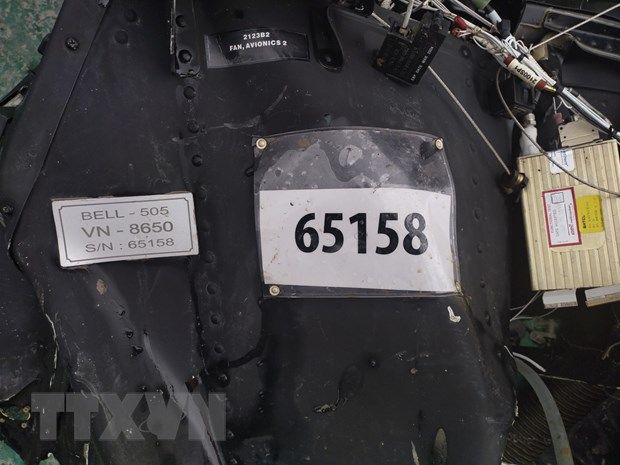 2123B2
FAN, AVIONICS 2
BELL - 505
VN - 8650
S/N : 65158
65158
TTXVN